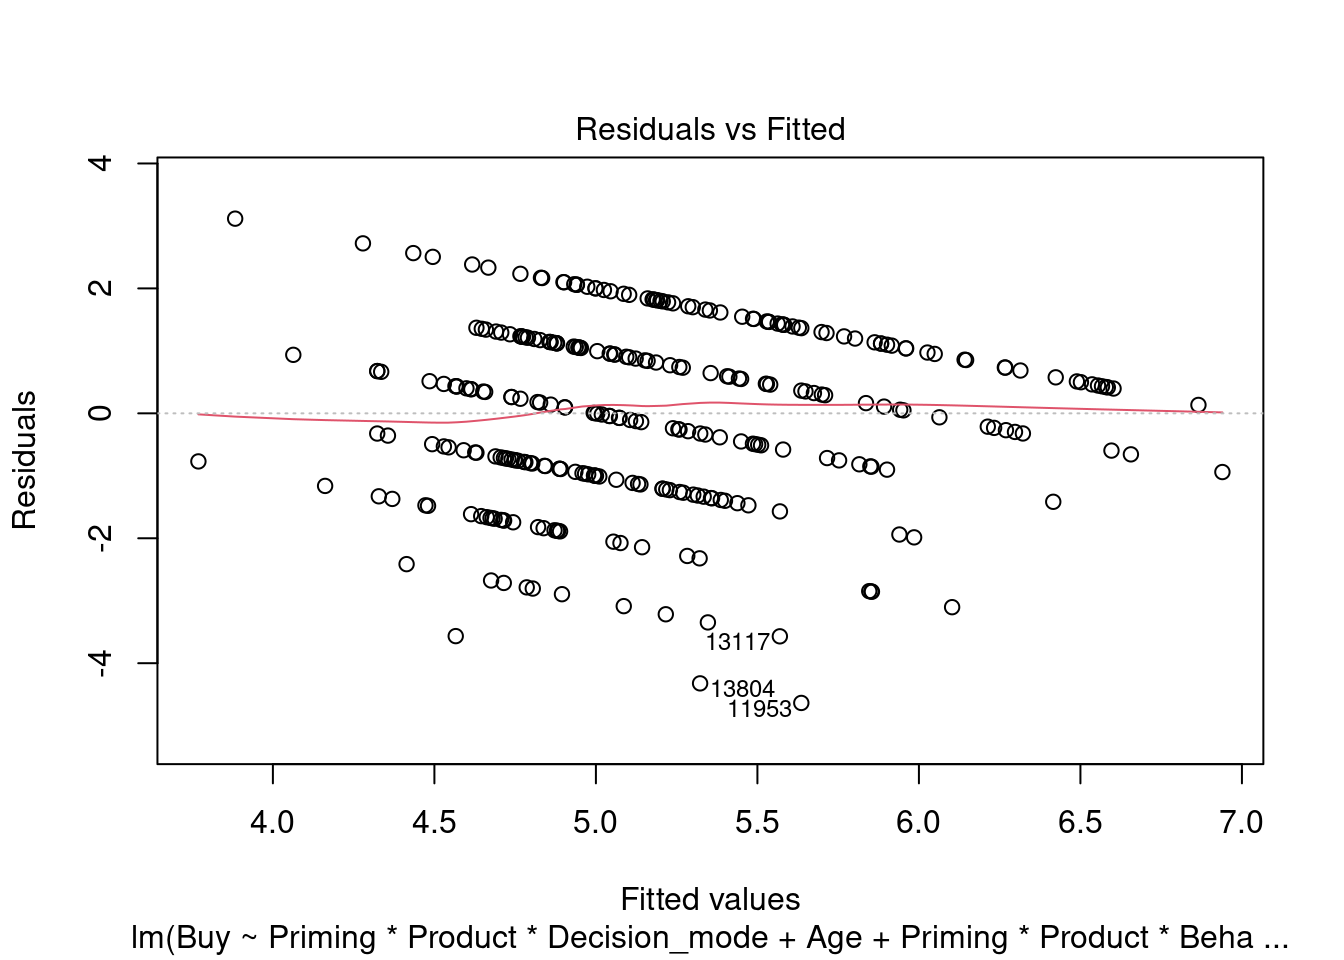 Residuals vs Fitted
4
2
0
-2
-4
Residuals
13117
13804
11953
4.0 4.5 5.0 5.5 6.0 6.5 7.0
Fitted values
lm(Buy ~ Priming * Product * Decision_mode + Age + Priming * Product * Beha ...